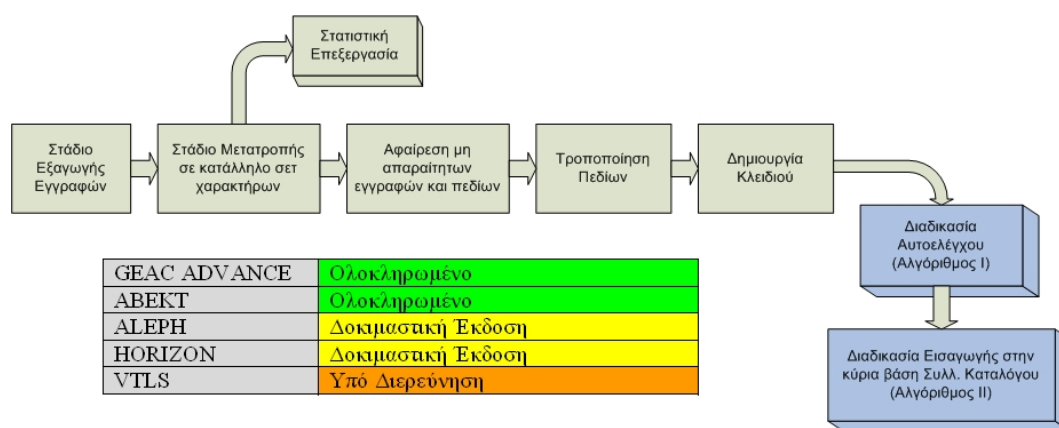 Στατιστική
Επεξεργασία
Στάδιο
Εξαγωγής
Εγγραφών
Στάδιο Μετατροπής
σε κατάλληλο σετ
χαρακτήρων
Αφαίρεση μη
απαραίτητων
εγγραφών και πεδίων
Τροποποίηση
Πεδίων
Δημιουργία
Κλειδιού
Διαδικασία
Αυτοελέγχου
(Αλγόριθμος Ι)
Διαδικασία Εισαγωγής στην
κύρια βάση Συλλ. Καταλόγου
(Αλγόριθμος ΙΙ)
GEAC ADVANCE Ολοκληρωμένο
ABEKT Ολοκληρωμένο
ALEPH Δοκιμαστική Έκδοση
HORIZON Δοκιμαστική Έκδοση
VTLS Υπό Διερεύνηση